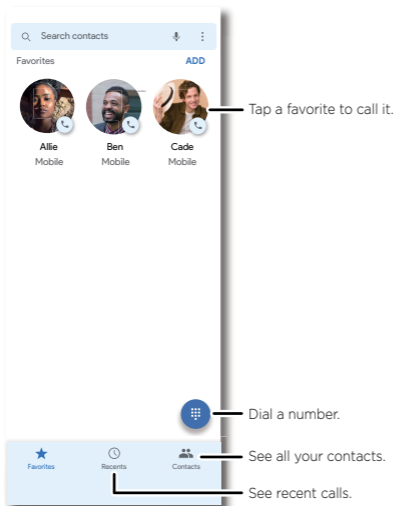 Search contacts
Favorites ADD
Tap a favorite to call it.
Allie Ben Cade
Mobile Mobile Mobile
Dial a number.
See all your contacts.
Favorites Recents Contacts
See recent calls.